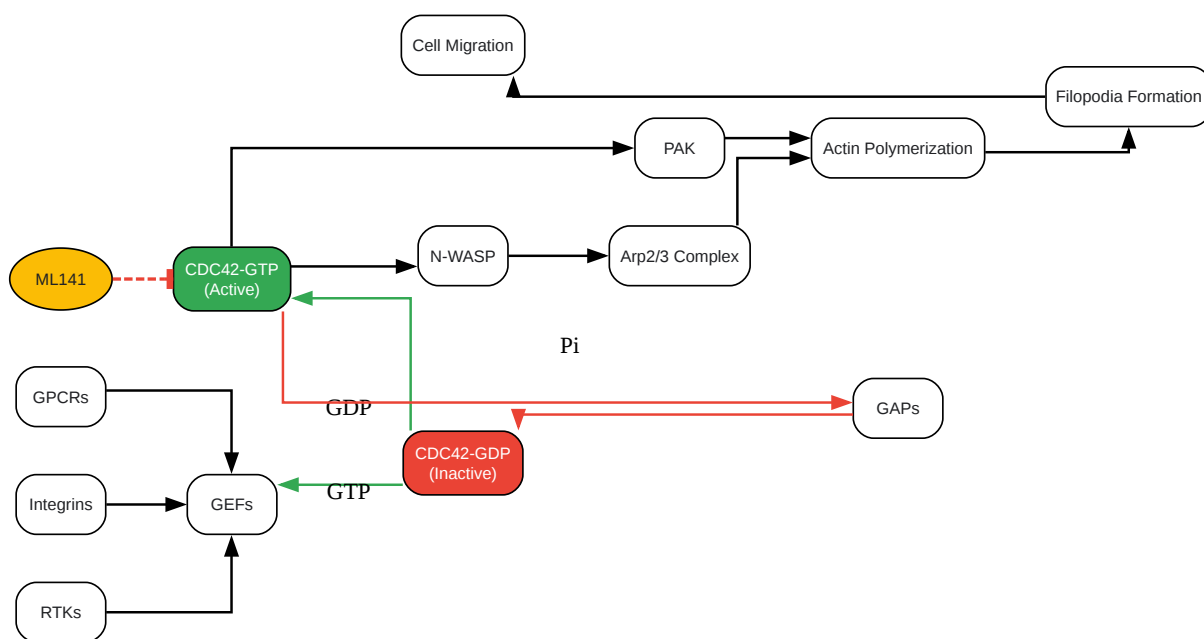 Cell Migration
Filopodia Formation
PAK
Actin Polymerization
N-WASP
Arp2/3 Complex
ML141
CDC42-GTP
(Active)
Pi
GPCRs
GDP
GAPs
CDC42-GDP
(Inactive)
GTP
Integrins
GEFs
RTKs